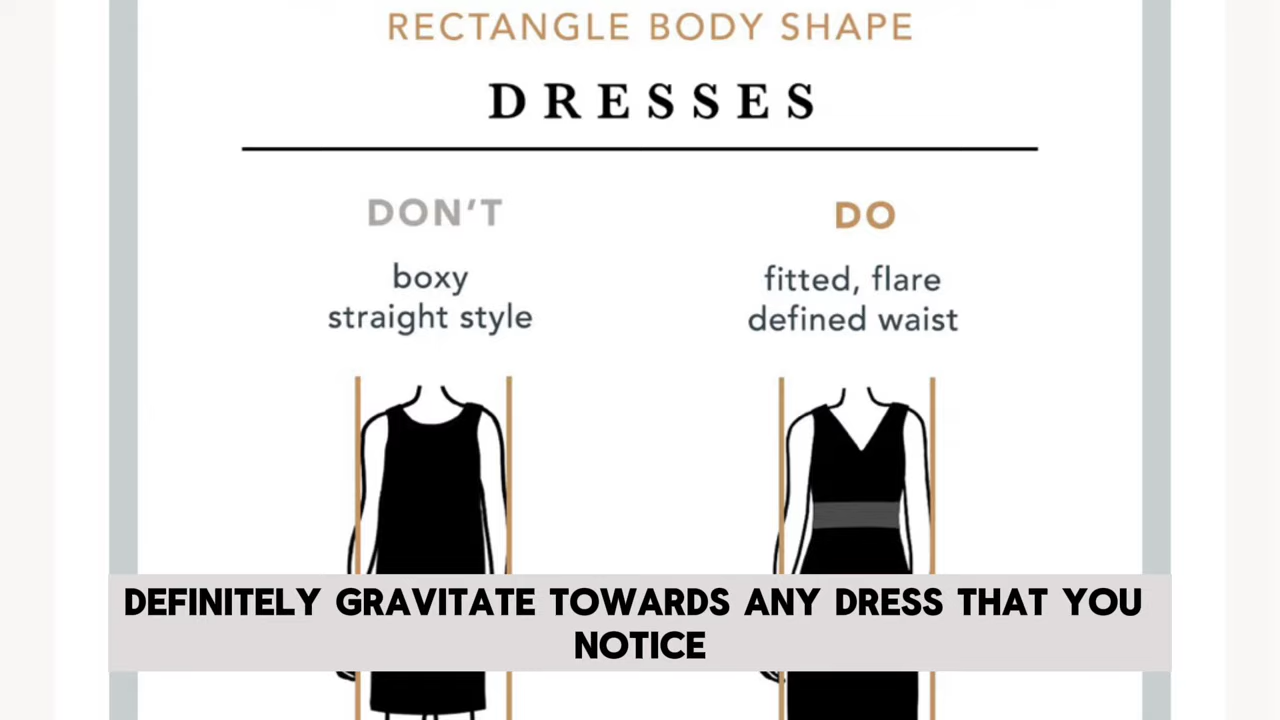 RECTANGLE BODY SHAPE
DRESSES
DON'T
boxy
straight style
DO
fitted, flare
defined waist
DEFINITELY GRAVITATE TOWARDS ANY DRESS THAT YOU
NOTICE